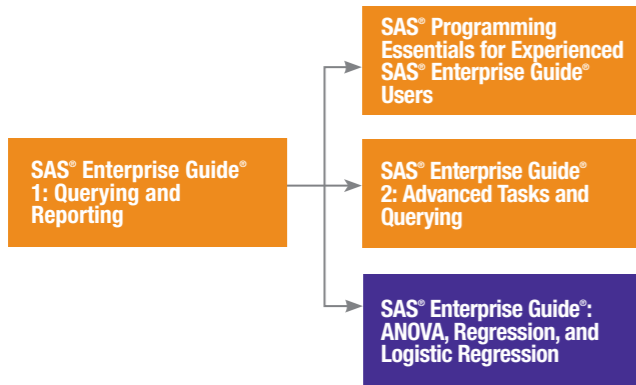 SAS® Programming
Essentials for Experienced
SAS® Enterprise Guide®
Users
SAS® Enterprise Guide®
1: Querying and
Reporting
SAS® Enterprise Guide®
2: Advanced Tasks and
Querying
SAS® Enterprise Guide®:
ANOVA, Regression, and
Logistic Regression